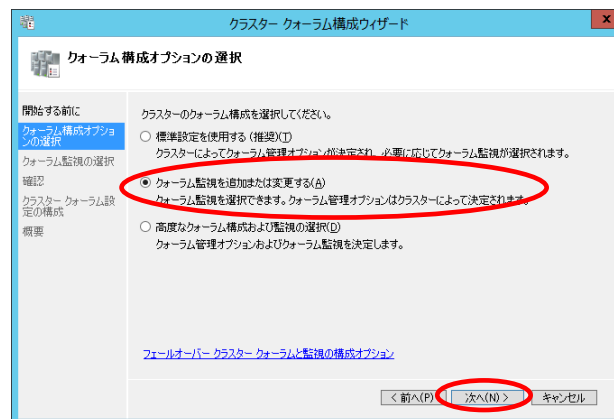 クラスター クォーラム構成ウィザード
x
クォーラム構成オプションの選択
開始する前に
クォーラム構成オプショ
ンの選択
クォーラム監視の選択
確認
クラスター クォーラム設
定の構成
概要
クラスターのクォーラム構成を選択してください。
標準設定を使用する (推奨)(T)
クラスターによってクォーラム管理オプションが決定され、必要に応じてクォーラム監視が選択されます。
クォーラム監視を追加または変更する(A)
クォーラム監視を選択できます。クォーラム管理オプションはクラスターによって決定されます。
高度なクォーラム構成および監視の選択(D)
クォーラム管理オプションおよびクォーラム監視を決定します。
フェールオーバー クラスター クォーラムと監視の構成オプション
< 前へ(P)
次へ(N) >
キャンセル